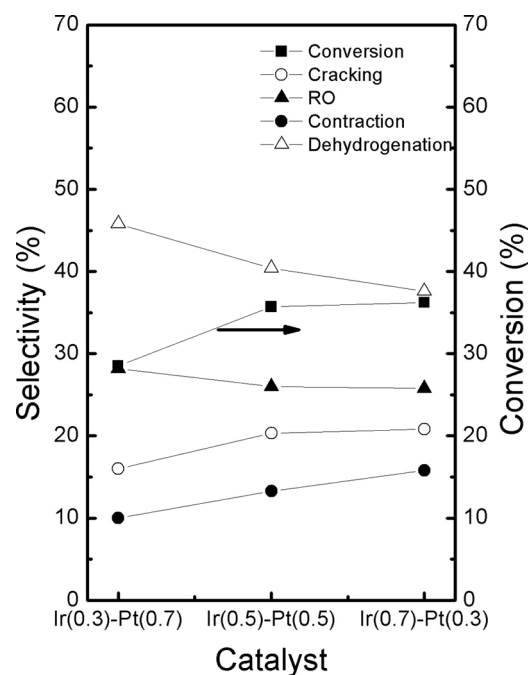 70
60
50
40
30
20
10
0
Selectivity (%)
Conversion
Cracking
RO
Contraction
Dehydrogenation
70
60
50
40
30
20
10
0
Conversion (%)
Ir(0.3)-Pt(0.7) Ir(0.5)-Pt(0.5) Ir(0.7)-Pt(0.3)
Catalyst